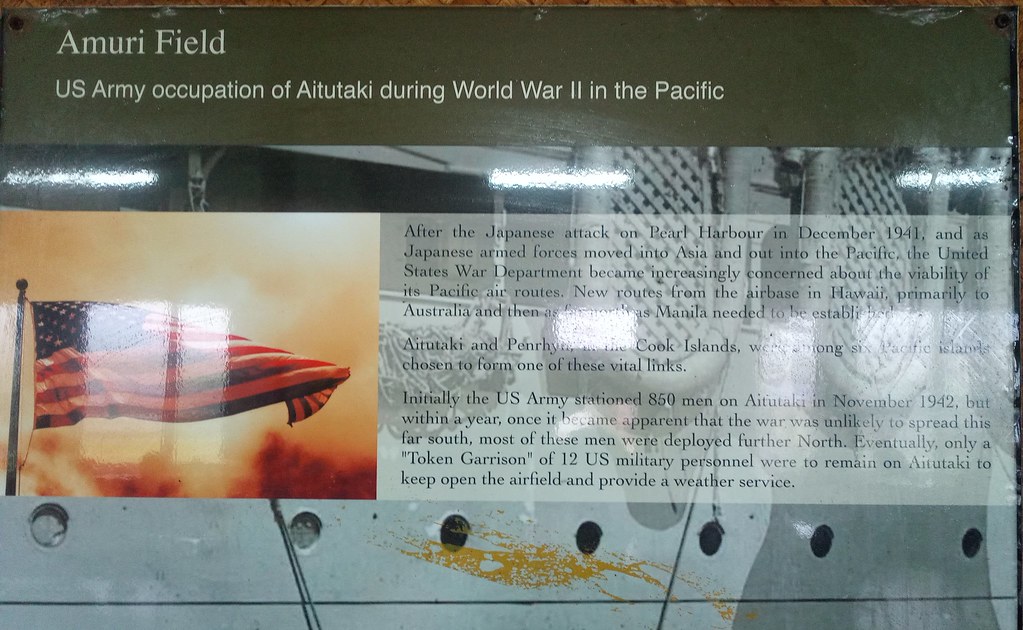 Amuri Field
US Army occupation of Aitutaki during World War II in the Pacific
After the Japanese attack on Pearl Harbour in December 1941, and as
Japanese armed forces moved into Asia and out into the Pacific, the United
States War Department became increasingly concerned about the viability of
its Pacific air routes. New routes from the airbase in Hawaii, primarily to
Australia and then as far north as Manila needed to be established.
Aitutaki and Penrhyn, in the Cook Islands, were among six Pacific islands
chosen to form one of these vital links.
Initially the US Army stationed 850 men on Aitutaki in November 1942, but
within a year, once it became apparent that the war was unlikely to spread this
far south, most of these men were deployed further North. Eventually, only a
"Token Garrison" of 12 US military personnel were to remain on Aitutaki to
keep open the airfield and provide a weather service.